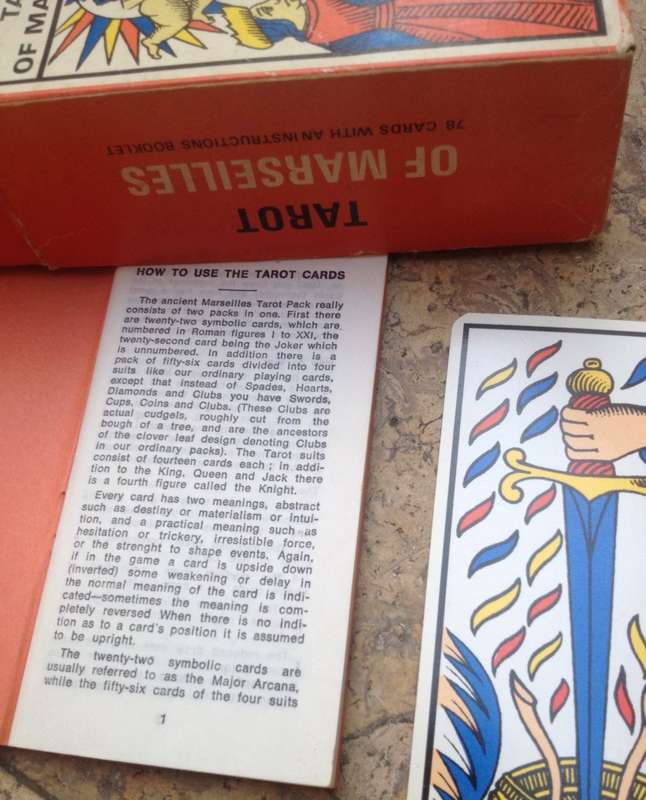 TA
OF MA
78 CARDS WITH AN INSTRUCTIONS BOOKLET
OF MARSEILLES
TAROT
HOW TO USE THE TAROT CARDS
The ancient Marseilles Tarot Pack really
consists of two packs in one. First there
are twenty-two symbolic cards, which are
numbered in Roman figures I to XXI, the
twenty-second card being the Joker which
is unnumbered. In addition there is a
pack of fifty-six cards divided into four
suits like our ordinary playing cards,
except that instead of Spades, Hearts,
Diamonds and Clubs you have Swords,
Cups, Coins and Clubs. (These Clubs are
actual cudgels, roughly cut from the
bough of a tree, and are the ancestors
of the clover leaf design denoting Clubs
in our ordinary packs). The Tarot suits
consist of fourteen cards each ; in addi-
tion to the King, Queen and Jack there
is a fourth figure called the Knight.
Every card has two meanings, abstract
such as destiny or materialism or intui-
tion, and a practical meaning such as
hesitation or trickery, irresistible force,
or the strenght to shape events. Again,
if in the game a card is upside down
(inverted) some weakening or delay in
the normal meaning of the card is indi-
cated—sometimes the meaning is com-
pletely reversed When there is no indi-
tion as to a card's position it is assumed
to be upright.
The twenty-two symbolic cards are
usually referred to as the Major Arcana,
while the fifty-six cards of the four suits
1